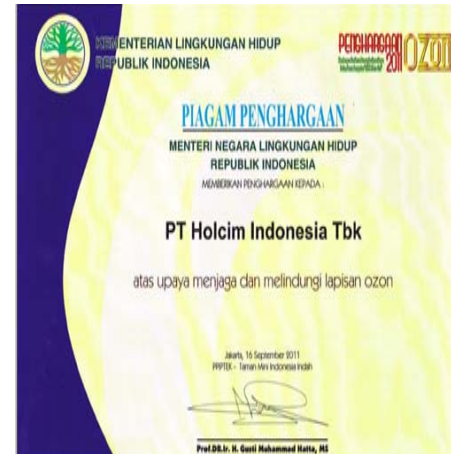 KEMENTERIAN LINGKUNGAN HIDUP
REPUBLIK INDONESIA
PENGHARGAAN
2011 OZON
PIAGAM PENGHARGAAN
MENTERI NEGARA LINGKUNGAN HIDUP
REPUBLIK INDONESIA
MEMBERIKAN PENGHARGAAN KEPADA :
PT Holcim Indonesia Tbk
atas upaya menjaga dan melindungi lapisan ozon
Jakarta, 16 September 2011
PPIPTEK - Taman Mini Indonesia Indah
Prof.DR.Ir. H. Gusti Muhammad Hatta, MS